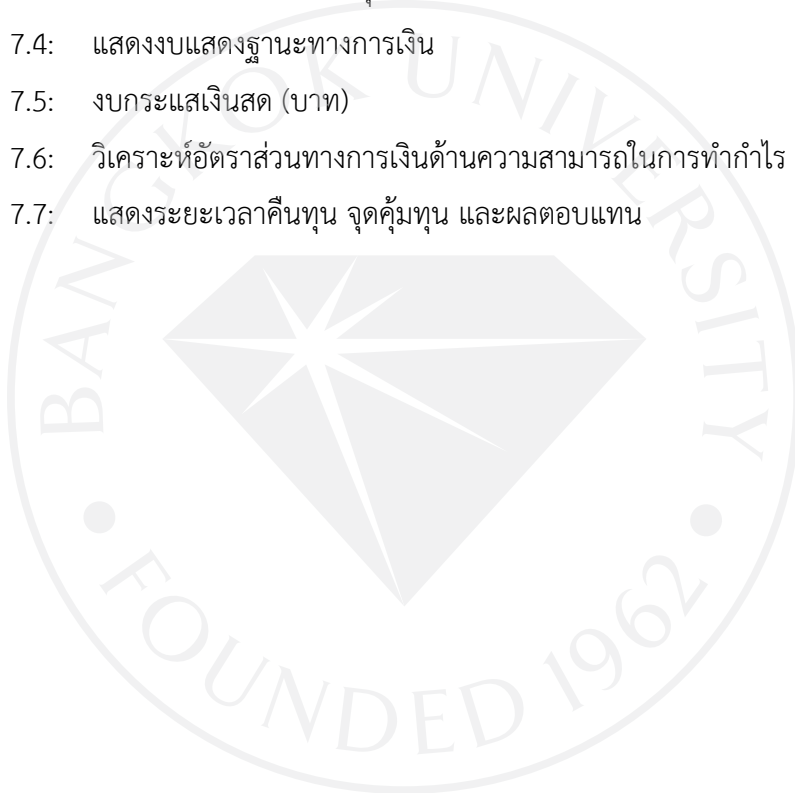 7.4: แสดงงบแสดงฐานะทางการเงิน
7.5: งบกระแสเงินสด (บาท)
7.6: วิเคราะห์อัตราส่วนทางการเงินด้านความสามารถในการทำกำไร
7.7: แสดงระยะเวลาคืนทุน จุดคุ้มทุน และผลตอบแทน
BANGKOK UNIVERSITY
FOUNDED 1962